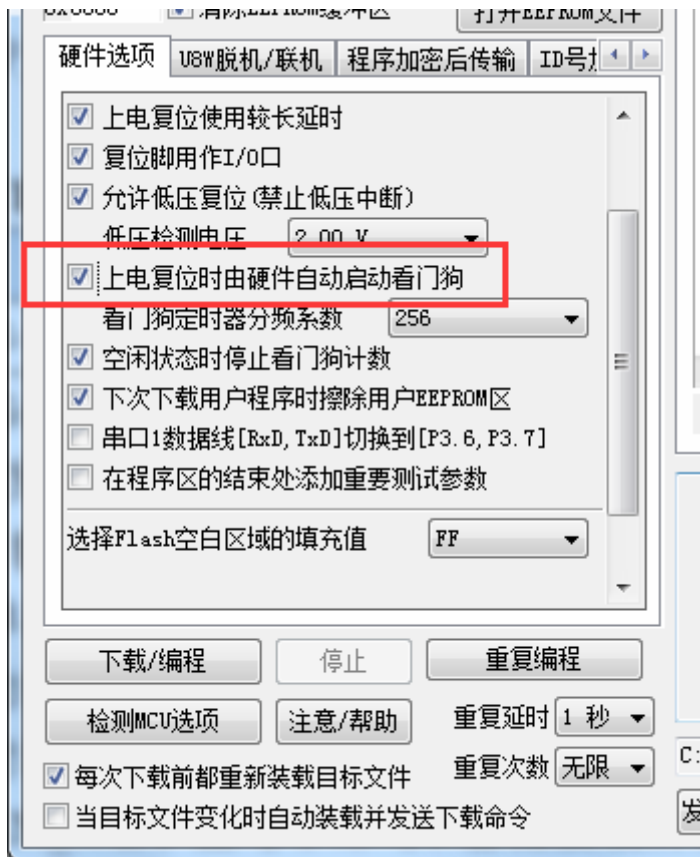 打开EEPROM文件
硬件选项 U8W脱机/联机 程序加密后传输 ID号
上电复位使用较长延时
复位脚用作I/O口
允许低压复位(禁止低压中断)
低压检测电压 2.00 V
上电复位时由硬件自动启动看门狗
看门狗定时器分频系数 256
空闲状态时停止看门狗计数
下次下载用户程序时擦除用户EEPROM区
串口1数据线[RxD,TxD]切换到[P3.6,P3.7]
在程序区的结束处添加重要测试参数
选择Flash空白区域的填充值 FF
下载/编程 停止 重复编程
检测MCU选项 注意/帮助 重复延时 1 秒
每次下载前都重新装载目标文件 重复次数 无限 C:
当目标文件变化时自动装载并发送下载命令 发